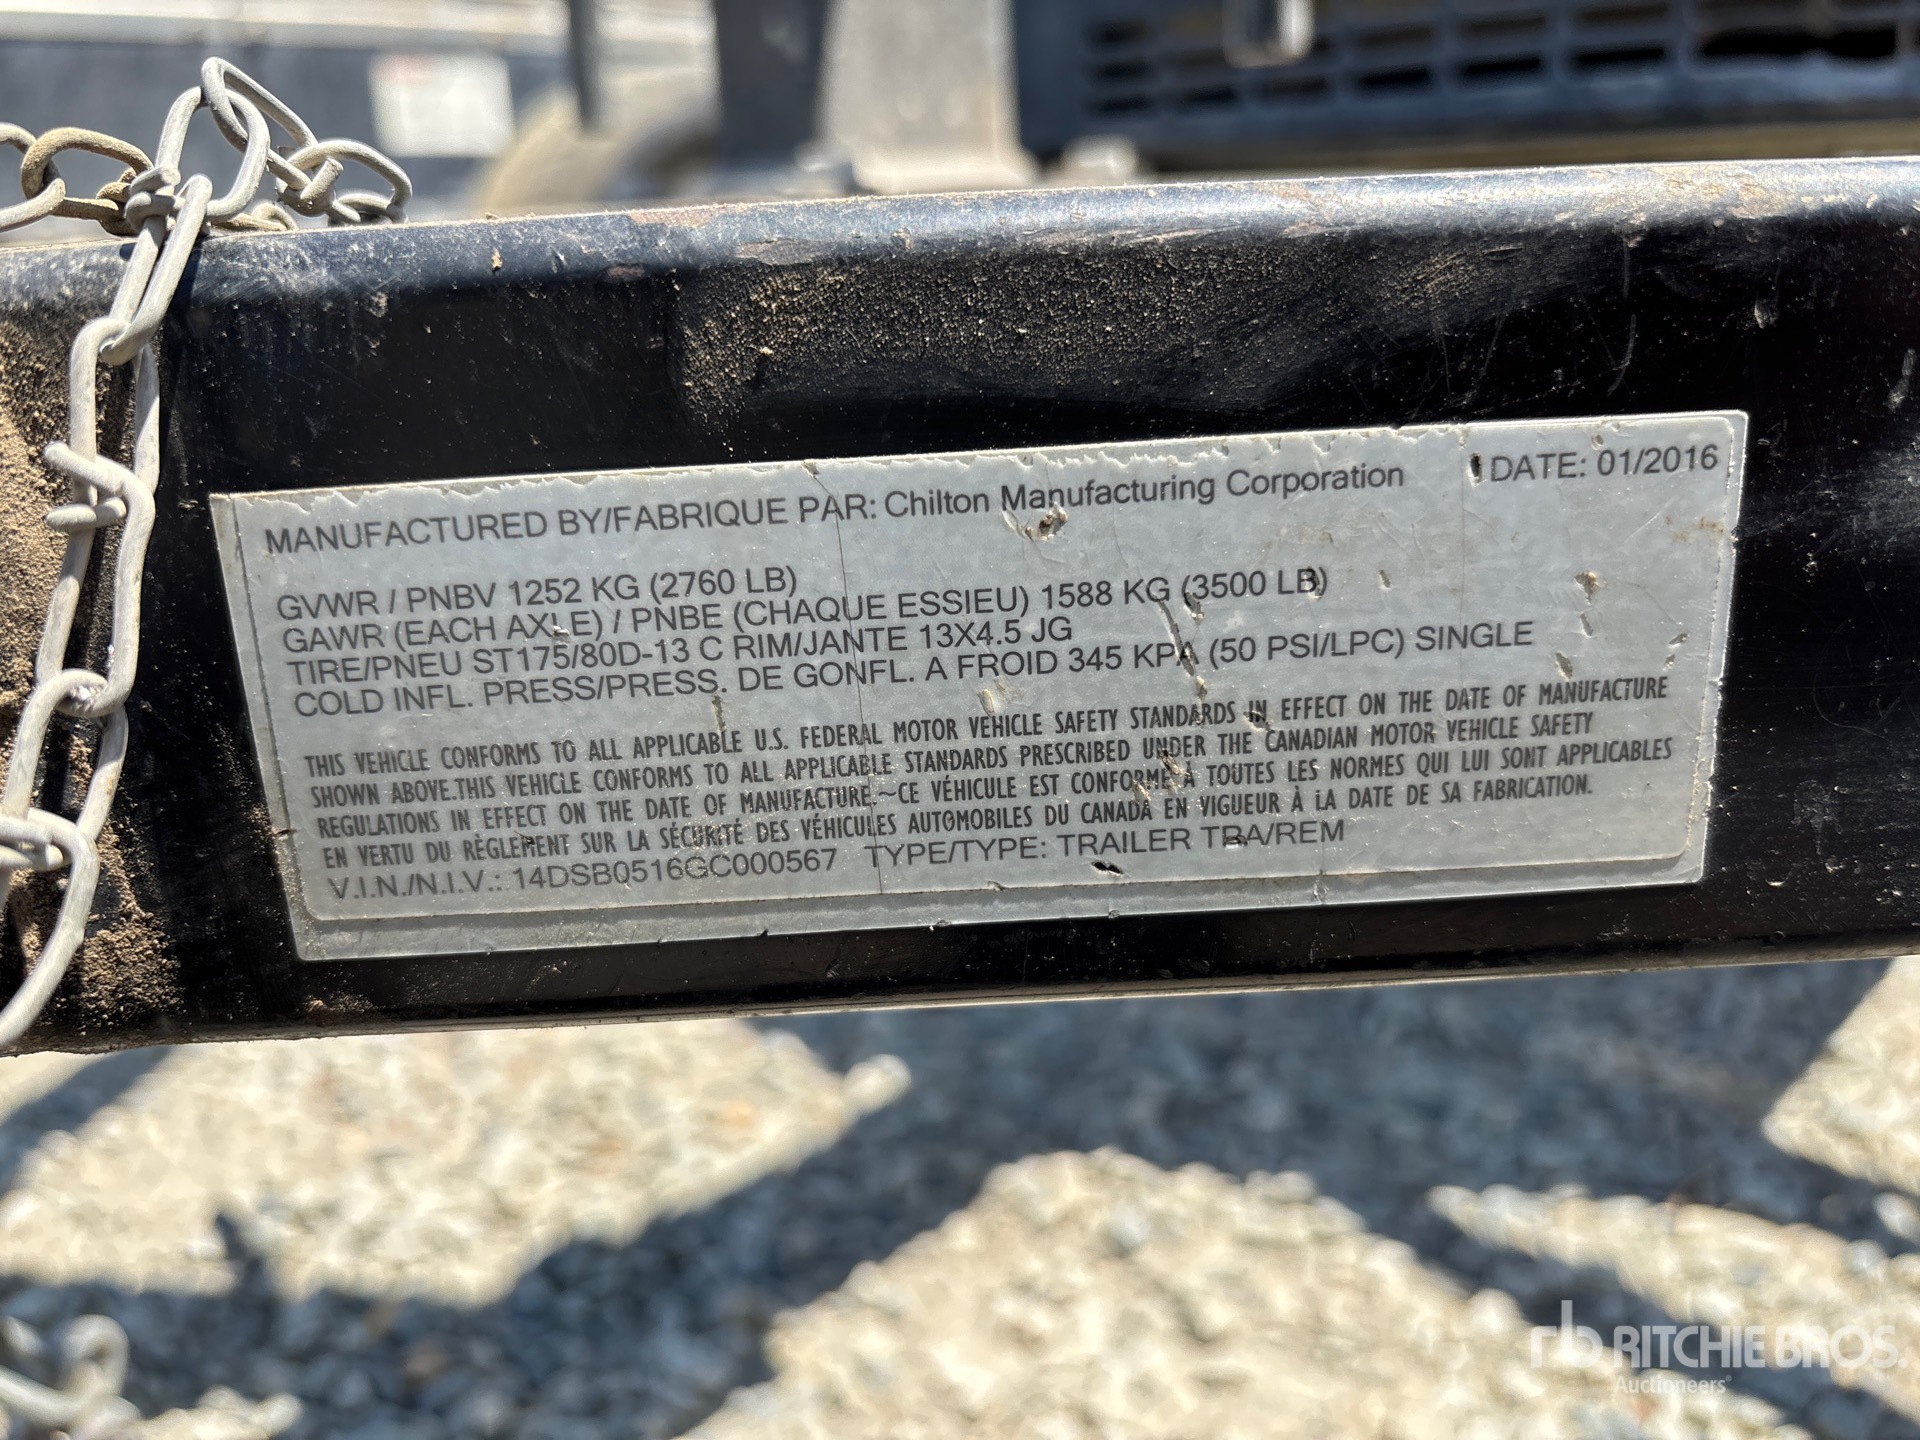 MANUFACTURED BY/FABRIQUE PAR: Chilton Manufacturing Corporation DATE: 01/2016
GVWR / PNBV 1252 KG (2760 LB)
GAWR (EACH AXLE) / PNBE (CHAQUE ESSIEU) 1588 KG (3500 LB)
TIRE/PNEU ST175/80D-13 C RIM/JANTE 13X4.5 JG
COLD INFL. PRESS/PRESS. DE GONFL. A FROID 345 KPA (50 PSI/LPC) SINGLE
THIS VEHICLE CONFORMS TO ALL APPLICABLE U.S. FEDERAL MOTOR VEHICLE SAFETY STANDARDS IN EFFECT ON THE DATE OF MANUFACTURE
SHOWN ABOVE.THIS VEHICLE CONFORMS TO ALL APPLICABLE STANDARDS PRESCRIBED UNDER THE CANADIAN MOTOR VEHICLE SAFETY
REGULATIONS IN EFFECT ON THE DATE OF MANUFACTURE.~CE VÉHICULE EST CONFORME À TOUTES LES NORMES QUI LUI SONT APPLICABLES
EN VERTU DU RÈGLEMENT SUR LA SÉCURITÉ DES VÉHICULES AUTOMOBILES DU CANADA EN VIGUEUR À LA DATE DE SA FABRICATION.
V.I.N./N.I.V.: 14DSB0516GC000567 TYPE/TYPE: TRAILER TBA/REM
rb RITCHIE BROS.
Auctioneers